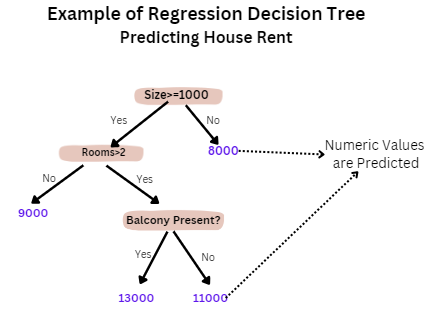 Example of Regression Decision Tree
Predicting House Rent
Size>=1000
Yes
No
Rooms>2
8000
Numeric Values
are Predicted
No
Yes
9000
Balcony Present?
Yes
No
13000
11000